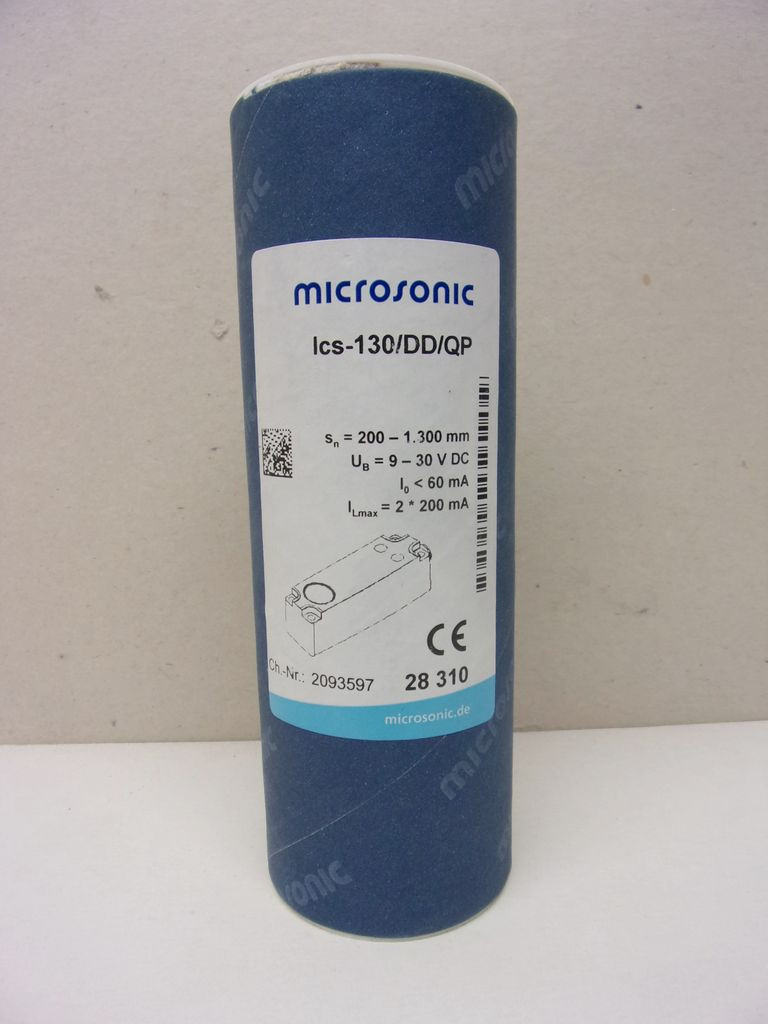 microsonic
lcs-130/DD/QP
sn = 200 – 1.300 mm
UB = 9 – 30 V DC
I0 < 60 mA
ILmax = 2 * 200 mA
CE
Ch.-Nr.: 2093597
28 310
microsonic.de